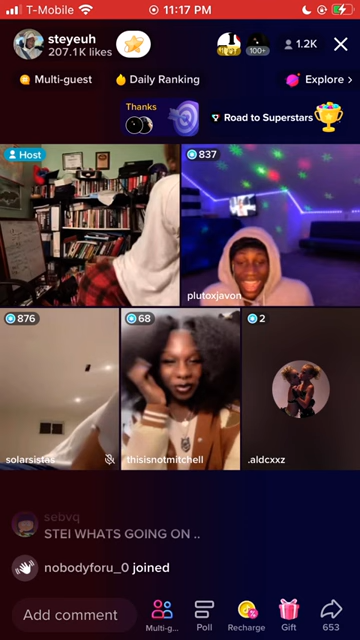 T-Mobile
11:17 PM
steyeuh
207.1K likes
100+
1.2K
Multi-guest
Daily Ranking
Explore >
Thanks
Road to Superstars
Host
837
plutoxjavon
876
68
2
solarsistas
thisisnotmitchell
.aldcxxz
sebvq
STEI WHATS GOING ON ..
nobodyforu_0 joined
Add comment
Multi-g...
Poll
Recharge
Gift
653